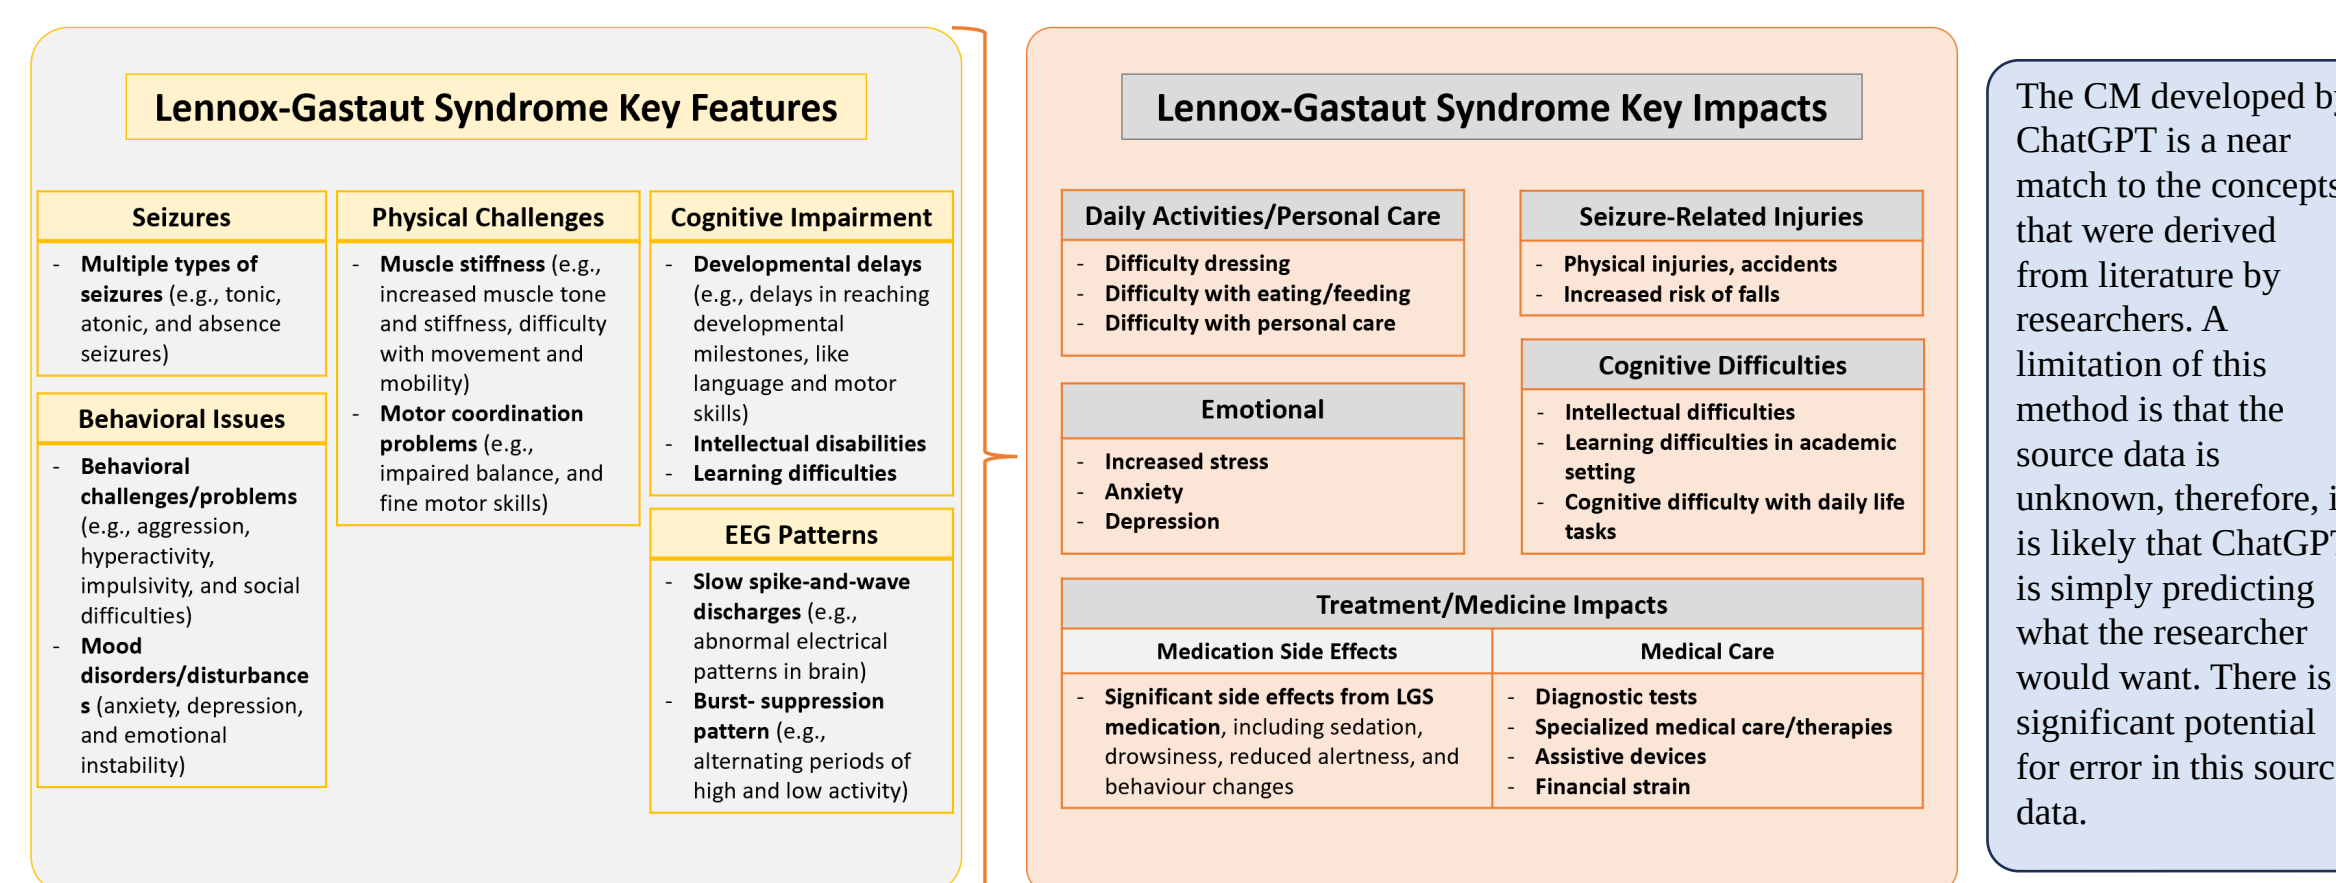 Lennox-Gastaut Syndrome Key Features
Seizures
- Multiple types of
seizures (e.g., tonic,
atonic, and absence
seizures)
Behavioral Issues
- Behavioral
challenges/problems
(e.g., aggression,
hyperactivity,
impulsivity, and social
difficulties)
- Mood
disorders/disturbance
s (anxiety, depression,
and emotional
instability)
Physical Challenges
- Muscle stiffness (e.g.,
increased muscle tone
and stiffness, difficulty
with movement and
mobility)
- Motor coordination
problems (e.g.,
impaired balance, and
fine motor skills)
Cognitive Impairment
- Developmental delays
(e.g., delays in reaching
developmental
milestones, like
language and motor
skills)
- Intellectual disabilities
- Learning difficulties
EEG Patterns
- Slow spike-and-wave
discharges (e.g.,
abnormal electrical
patterns in brain)
- Burst- suppression
pattern (e.g.,
alternating periods of
high and low activity)
Lennox-Gastaut Syndrome Key Impacts
Daily Activities/Personal Care
- Difficulty dressing
- Difficulty with eating/feeding
- Difficulty with personal care
Seizure-Related Injuries
- Physical injuries, accidents
- Increased risk of falls
Emotional
- Increased stress
- Anxiety
- Depression
Cognitive Difficulties
- Intellectual difficulties
- Learning difficulties in academic
setting
- Cognitive difficulty with daily life
tasks
Treatment/Medicine Impacts
Medication Side Effects
- Significant side effects from LGS
medication, including sedation,
drowsiness, reduced alertness, and
behaviour changes
Medical Care
- Diagnostic tests
- Specialized medical care/therapies
- Assistive devices
- Financial strain
The CM developed
ChatGPT is a near
match to the concepts
that were derived
from literature by
researchers. A
limitation of this
method is that the
source data is
unknown, therefore,
is likely that
is simply predicting
what the researcher
would want. There is
significant potential
for error in this
data.